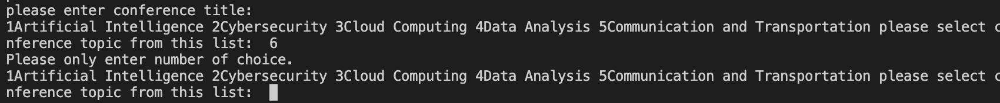 please enter conference title:
1Artificial Intelligence 2Cybersecurity 3Cloud Computing 4Data Analysis 5Communication and Transportation please select c
nference topic from this list:  6
Please only enter number of choice.
1Artificial Intelligence 2Cybersecurity 3Cloud Computing 4Data Analysis 5Communication and Transportation please select c
nference topic from this list: